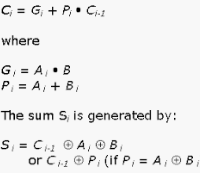 Cᵢ = Gᵢ + Pᵢ • Cᵢ₋₁
where
Gᵢ = Aᵢ • B
Pᵢ = Aᵢ + Bᵢ
The sum Sᵢ is generated by:
Sᵢ = Cᵢ₋₁ ⊕ Aᵢ ⊕ Bᵢ
or Cᵢ₋₁ ⊕ Pᵢ (if Pᵢ = Aᵢ ⊕ Bᵢ